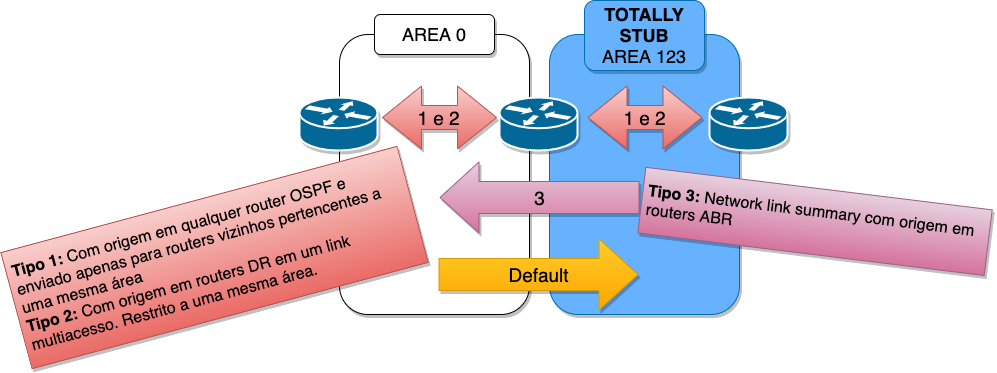 AREA 0
TOTALLY
STUB
AREA 123
1 e 2
1 e 2
3
Tipo 3: Network link summary com origem em
routers ABR
Tipo 1: Com origem em qualquer router OSPF e
enviado apenas para routers vizinhos pertencentes a
uma mesma área
Tipo 2: Com origem em routers DR em um link
multiacesso. Restrito a uma mesma área.
Default